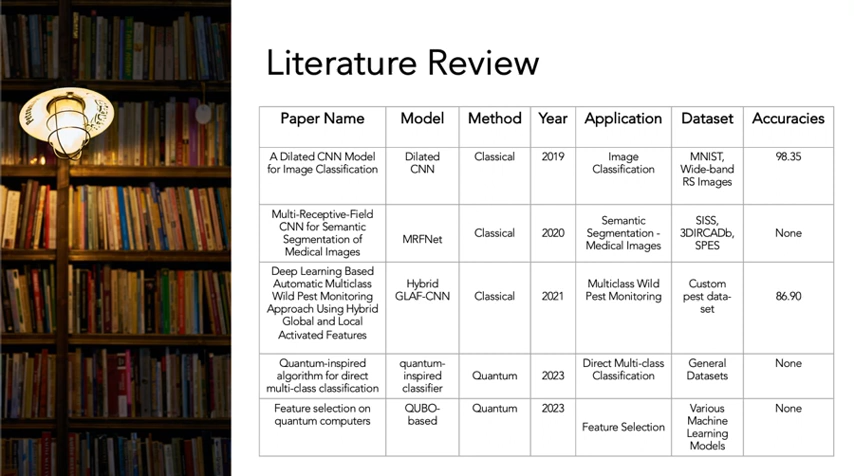 Literature Review
Paper Name Model Method Year Application Dataset Accuracies
A Dilated CNN Model
for Image Classification
Dilated
CNN
Classical
2019
Image
Classification
MNIST,
Wide-band
RS Images
98.35
Multi-Receptive-Field
CNN for Semantic
Segmentation of
Medical Images
MRFNet
Classical
2020
Semantic
Segmentation -
Medical Images
SISS,
3DIRCADb,
SPES
None
Deep Learning Based
Automatic Multiclass
Wild Pest Monitoring
Approach Using Hybrid
Global and Local
Activated Features
Hybrid
GLAF-CNN
Classical
2021
Multiclass Wild
Pest Monitoring
Custom
pest data-
set
86.90
Quantum-inspired
algorithm for direct
multi-class classification
quantum-
inspired
classifier
Quantum
2023
Direct Multi-class
Classification
General
Datasets
None
Feature selection on
quantum computers
QUBO-
based
Quantum
2023
Feature Selection
Various
Machine
Learning
Models
None